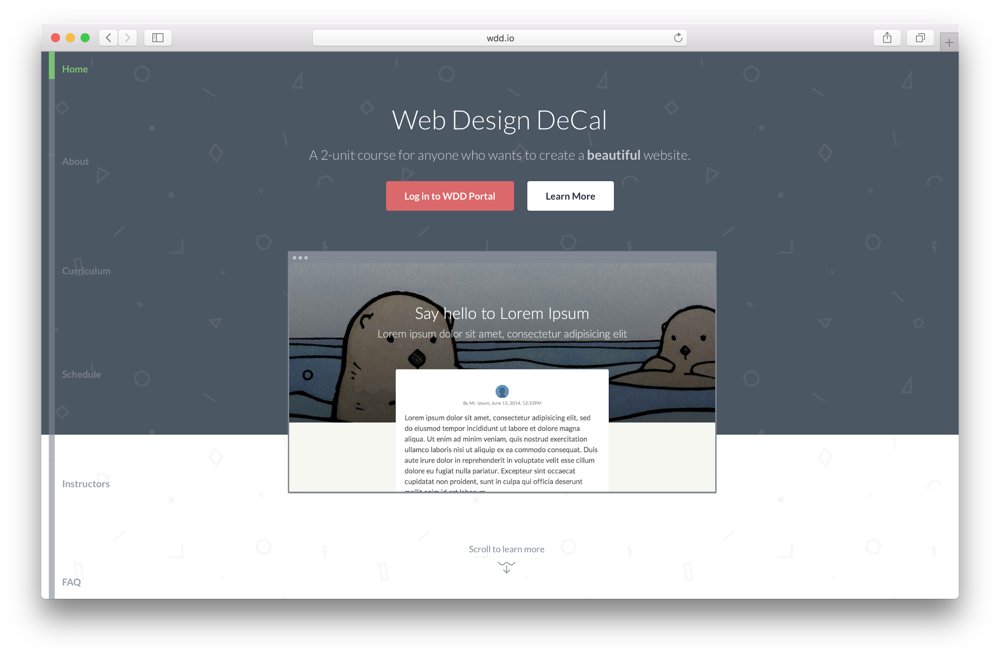 wdd.io
Home
Web Design DeCal
A 2-unit course for anyone who wants to create a beautiful website.
About
Log in to WDD Portal
Learn More
Curriculum
Say hello to Lorem Ipsum
Lorem ipsum dolor sit amet, consectetur adipisicing elit
Schedule
By Mr. Ipsum, June 13, 2014, 12:53PM
Lorem ipsum dolor sit amet, consectetur adipisicing elit, sed
do eiusmod tempor incididunt ut labore et dolore magna
aliqua. Ut enim ad minim veniam, quis nostrud exercitation
ullamco laboris nisi ut aliquip ex ea commodo consequat. Duis
aute irure dolor in reprehenderit in voluptate velit esse cillum
dolore eu fugiat nulla pariatur. Excepteur sint occaecat
cupidatat non proident, sunt in culpa qui officia deserunt
mollit anim id est laborum
Instructors
Scroll to learn more
FAQ